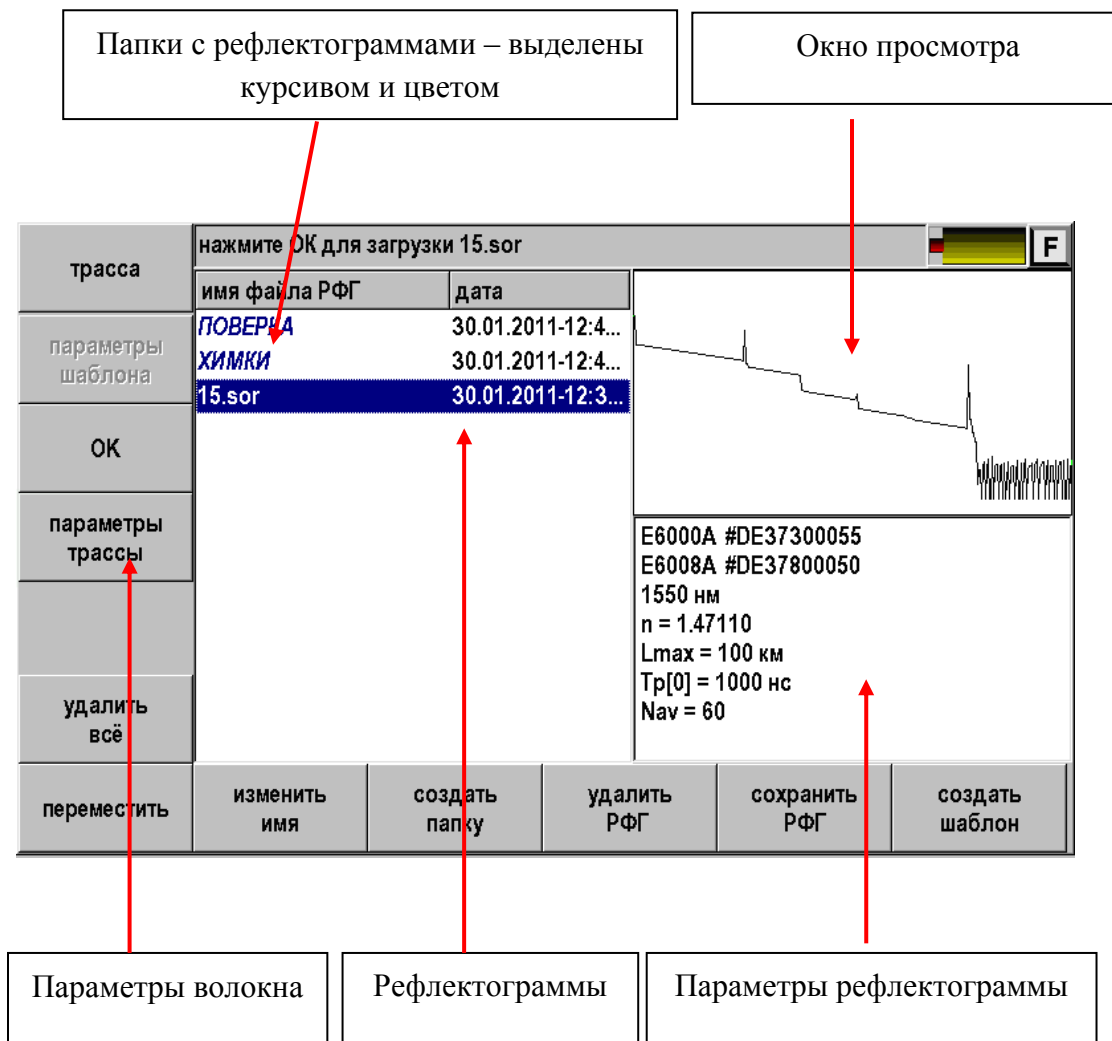 Папки с рефлектограммами – выделены
курсивом и цветом
Окно просмотра
трасса
нажмите ОК для загрузки 15.sor
F
имя файла РФГ
дата
параметры
шаблона
ПОВЕРКА
30.01.2011-12:4...
ХИМКИ
30.01.2011-12:4...
15.sor
30.01.2011-12:3...
OK
параметры
трассы
E6000A #DE37300055
E6008A #DE37800050
1550 нм
n = 1.47110
Lmax = 100 км
Tp[0] = 1000 нс
Nav = 60
удалить
всё
переместить
изменить
имя
создать
папку
удалить
РФГ
сохранить
РФГ
создать
шаблон
Параметры волокна
Рефлектограммы
Параметры рефлектограммы